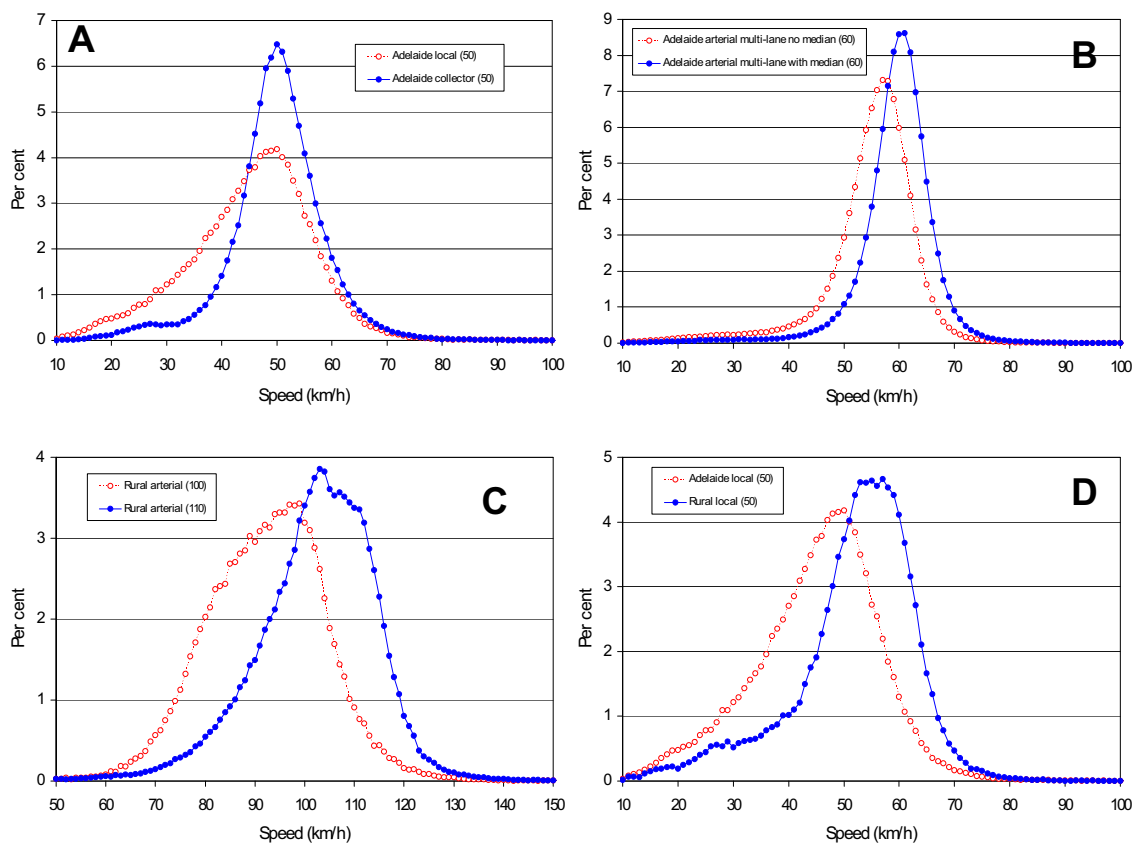 A
Adelaide local (50)
Adelaide collector (50)
Per cent
7
6
5
4
3
2
1
0
10 20 30 40 50 60 70 80 90 100
Speed (km/h)
B
Adelaide arterial multi-lane no median (60)
Adelaide arterial multi-lane with median (60)
Per cent
9
8
7
6
5
4
3
2
1
0
10 20 30 40 50 60 70 80 90 100
Speed (km/h)
C
Rural arterial (100)
Rural arterial (110)
Per cent
4
3
2
1
0
50 60 70 80 90 100 110 120 130 140 150
Speed (km/h)
D
Adelaide local (50)
Rural local (50)
Per cent
5
4
3
2
1
0
10 20 30 40 50 60 70 80 90 100
Speed (km/h)